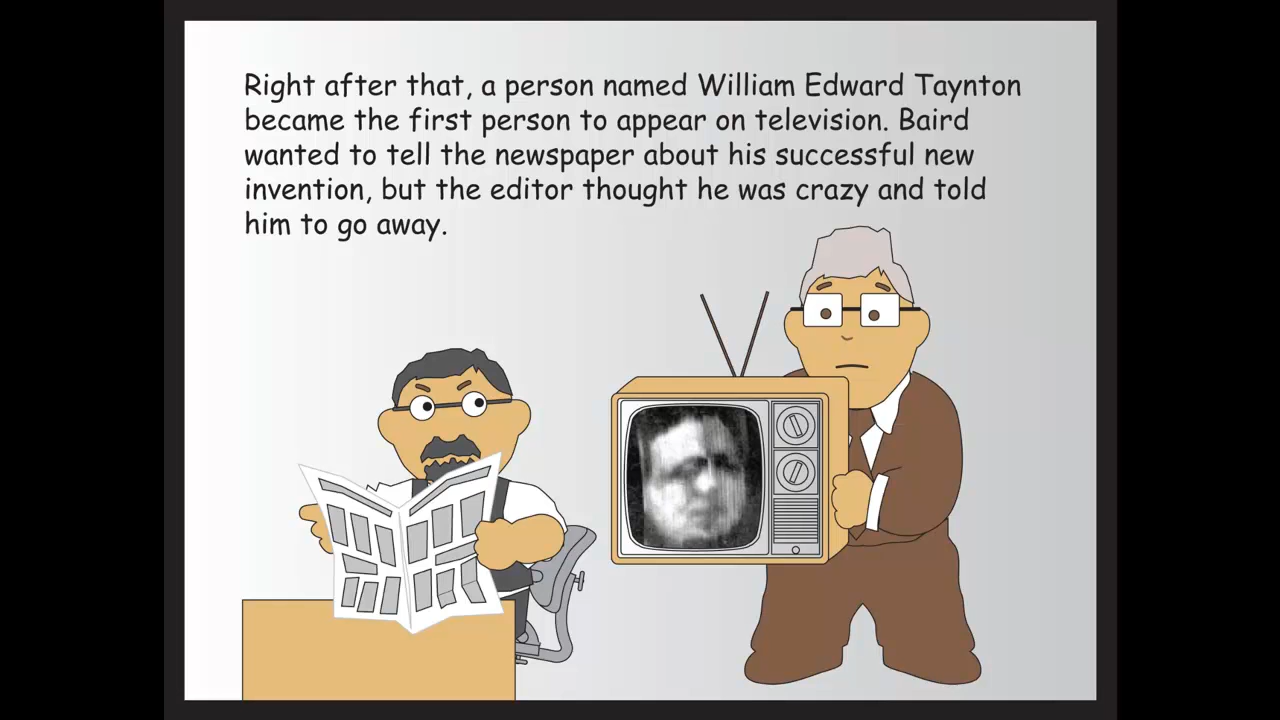 Right after that, a person named William Edward Taynton
became the first person to appear on television. Baird
wanted to tell the newspaper about his successful new
invention, but the editor thought he was crazy and told
him to go away.